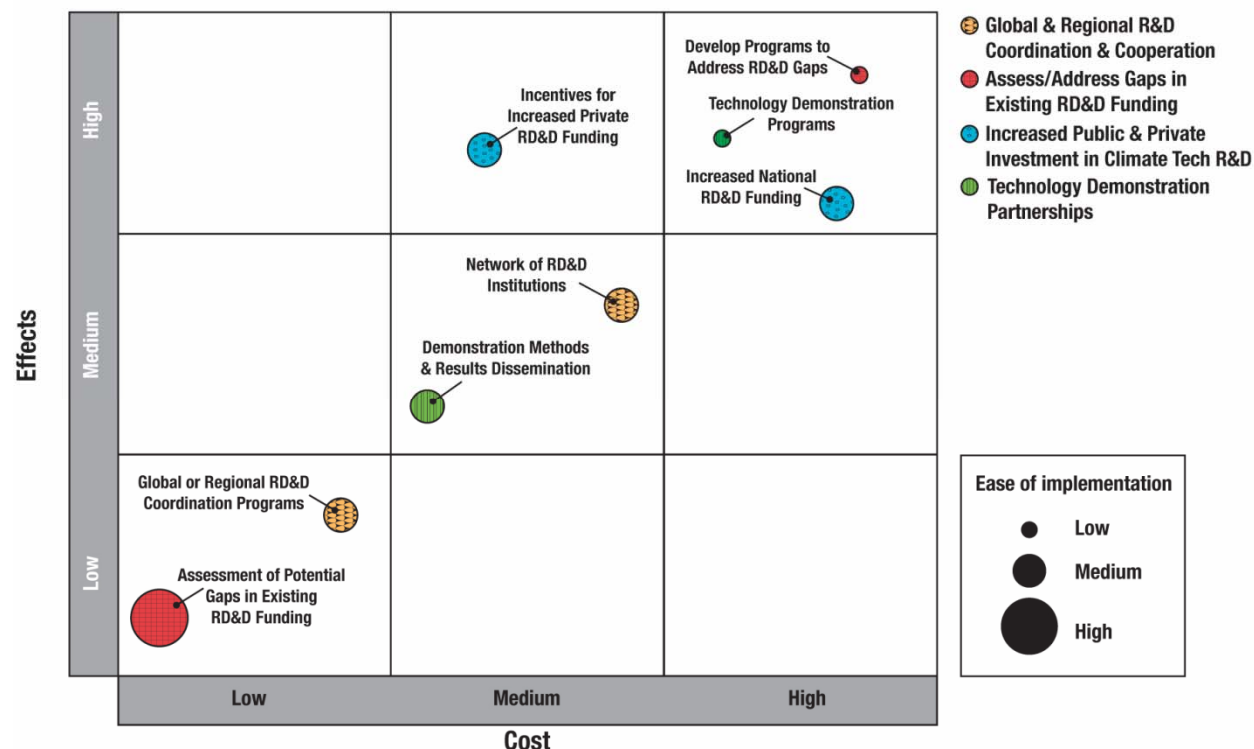 Effects
High
Medium
Low
Develop Programs to
Address RD&D Gaps
Incentives for
Increased Private
RD&D Funding
Technology Demonstration
Programs
Increased National
RD&D Funding
Network of RD&D
Institutions
Demonstration Methods
& Results Dissemination
Global or Regional RD&D
Coordination Programs
Assessment of Potential
Gaps in Existing
RD&D Funding
Low
Medium
High
Cost
Global & Regional R&D
Coordination & Cooperation
Assess/Address Gaps in
Existing RD&D Funding
Increased Public & Private
Investment in Climate Tech R&D
Technology Demonstration
Partnerships
Ease of implementation
Low
Medium
High